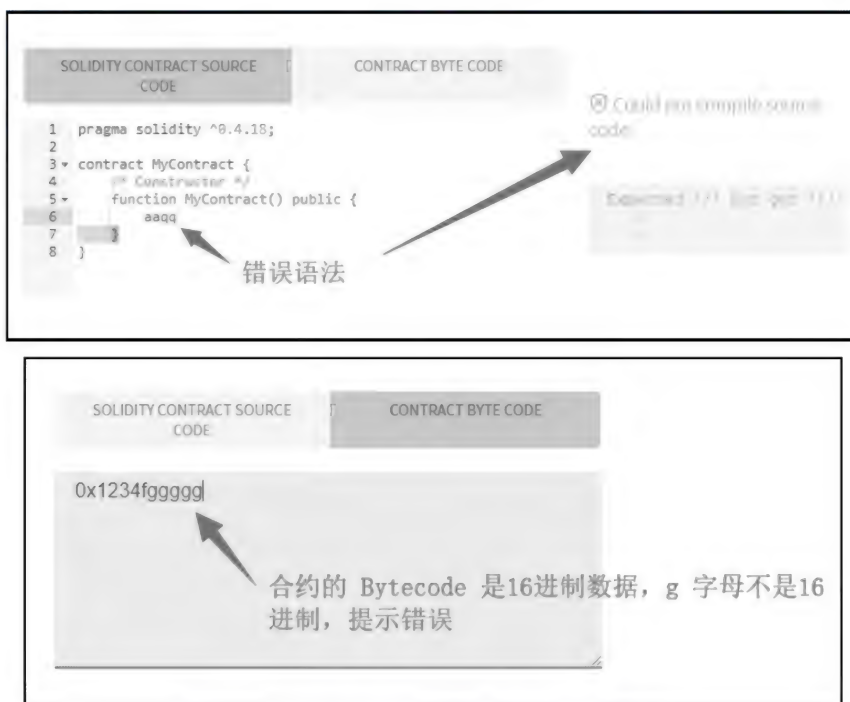 SOLIDITY CONTRACT SOURCE
CODE
CONTRACT BYTE CODE
⊗ Could not compile source
code:
1 pragma solidity ^0.4.18;
2
3 contract MyContract {
4 /* Constructor */
5 function MyContract() public {
6 aaqq
7 }
8 }
Expected but got
错误语法
SOLIDITY CONTRACT SOURCE
CODE
CONTRACT BYTE CODE
0x1234fggggg
合约的 Bytecode 是16进制数据，g 字母不是16
进制，提示错误